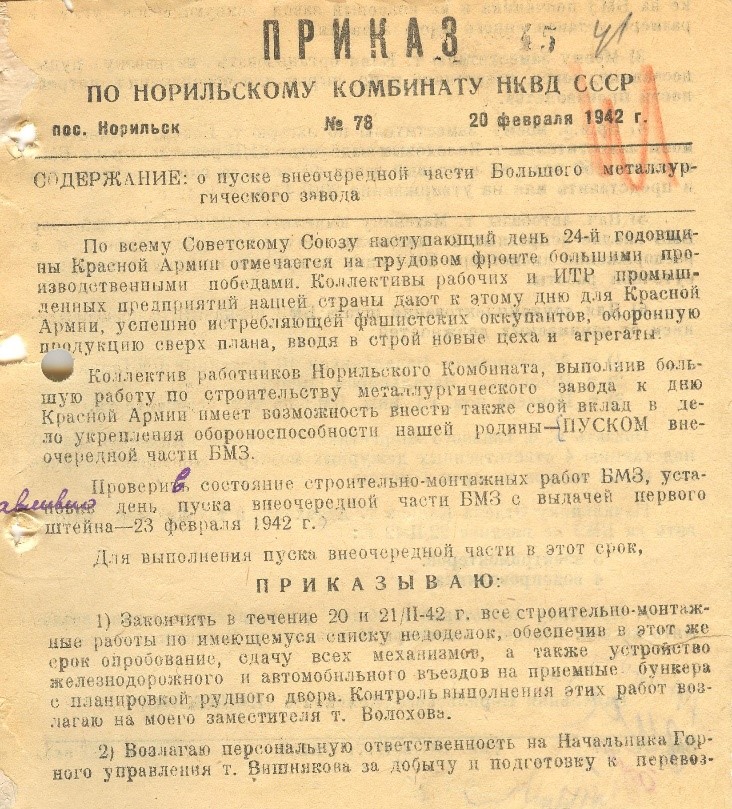 ПРИКАЗ 45 41
ПО НОРИЛЬСКОМУ КОМБИНАТУ НКВД СССР
пос. Норильск № 78 20 февраля 1942 г.
СОДЕРЖАНИЕ: о пуске внеочередной части Большого металлур-
гического завода
По всему Советскому Союзу наступающий день 24-й годовщи-
ны Красной Армии отмечается на трудовом фронте большими про-
изводственными победами. Коллективы рабочих и ИТР промыш-
ленных предприятий нашей страны дают к этому дню для Красной
Армии, успешно истребляющей фашистских оккупантов, оборонную
продукцию сверх плана, вводя в строй новые цеха и агрегаты.
Коллектив работников Норильского Комбината, выполнив боль-
шую работу по строительству металлургического завода к дню
Красной Армии имеет возможность внести также свой вклад в де-
ло укрепления обороноспособности нашей родины—ПУСКОМ вне-
очередной части БМЗ.
Проверив состояние строительно-монтажных работ БМЗ, уста-
авливаю день пуска внеочередной части БМЗ с выдачей первого
штейна—23 февраля 1942 г.
Для выполнения пуска внеочередной части в этот срок,
ПРИКАЗЫВАЮ:
1) Закончить в течение 20 и 21/II-42 г. все строительно-монтаж-
ные работы по имеющемуся списку недоделок, обеспечив в этот же
срок опробование, сдачу всех механизмов, а также устройство
железнодорожного и автомобильного въездов на приемные бункера
с планировкой рудного двора. Контроль выполнения этих работ воз-
лагаю на моего заместителя т. Волохова.
2) Возлагаю персональную ответственность на Начальника Гор-
ного управления т. Вишнякова за добычу и подготовку к перевоз-